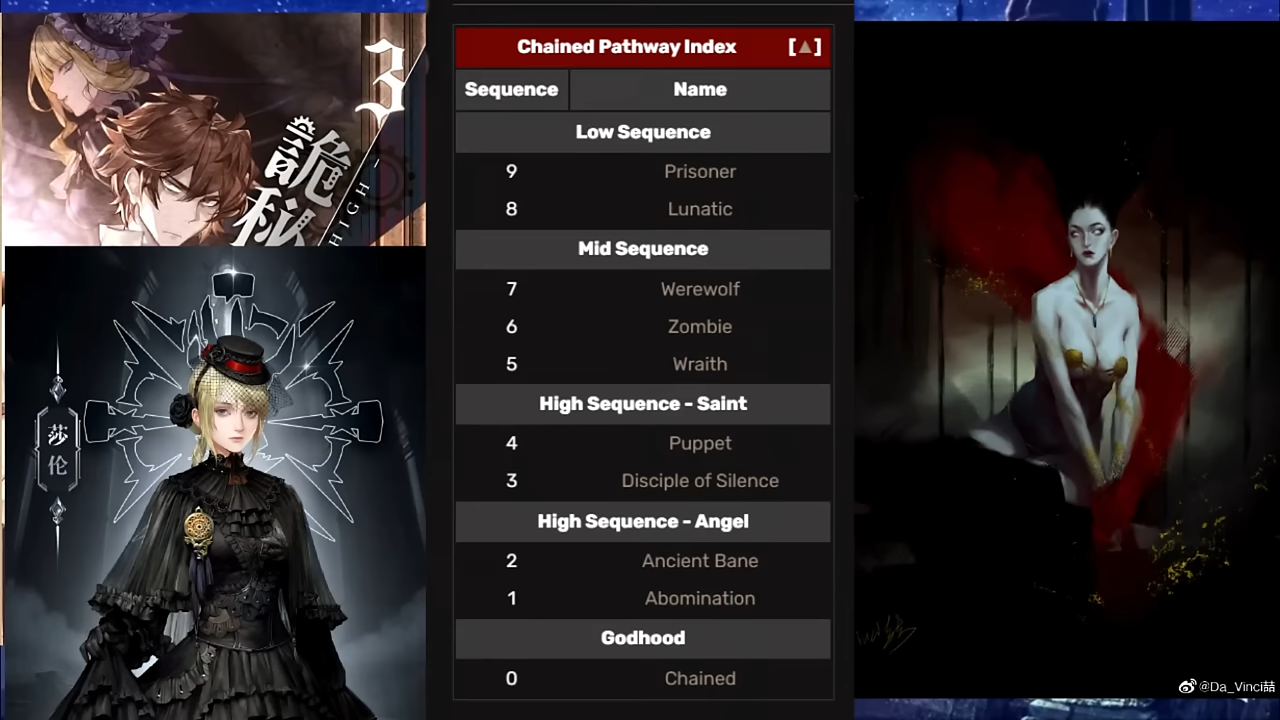 3
詭秘
HIGH
莎伦
Chained Pathway Index [▲]
Sequence Name
Low Sequence
9 Prisoner
8 Lunatic
Mid Sequence
7 Werewolf
6 Zombie
5 Wraith
High Sequence - Saint
4 Puppet
3 Disciple of Silence
High Sequence - Angel
2 Ancient Bane
1 Abomination
Godhood
0 Chained
@Da_Vinci喆